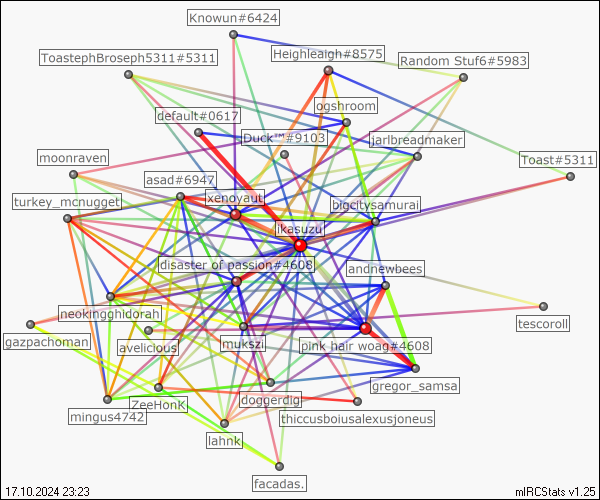 Knowun#6424
ToastephBroseph5311#5311
Heighleagh#8575
Random Stuf6#5983
ogshroom
default#0617
Duck™#9103
jarlbreadmaker
moonraven
Toast#5311
asad#6947
xenoyaut
turkey_mcnugget
bigcitysamurai
ikasuzu
disaster of passion#4608
andnewbees
neokingghidorah
tescoroll
gazpachoman
avelicious
mukszi
pink hair woag#4608
gregor_samsa
doggerdig
ZeeHonK
mingus4742
thiccusboiusalexusjoneus
lahnk
facadas.
17.10.2024 23:23
mIRCStats v1.25